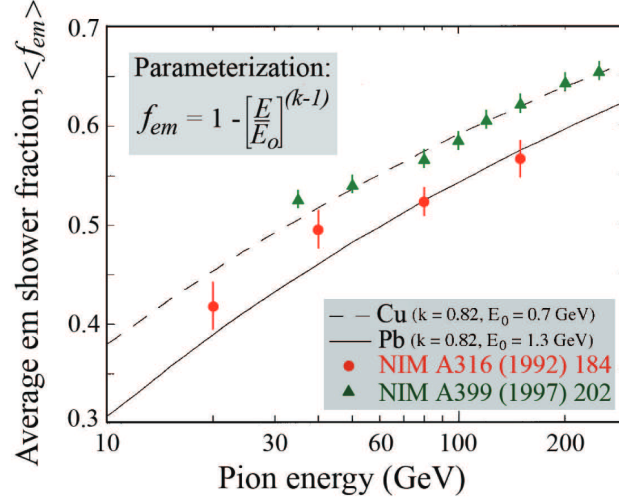 Average em shower fraction, <f_em>
0.7
0.6
0.5
0.4
0.3
Parameterization:
f_em = 1 - [E/E_o]^(k-1)
Cu (k = 0.82, E_0 = 0.7 GeV)
Pb (k = 0.82, E_0 = 1.3 GeV)
NIM A316 (1992) 184
NIM A399 (1997) 202
10 30 60 100 200
Pion energy (GeV)